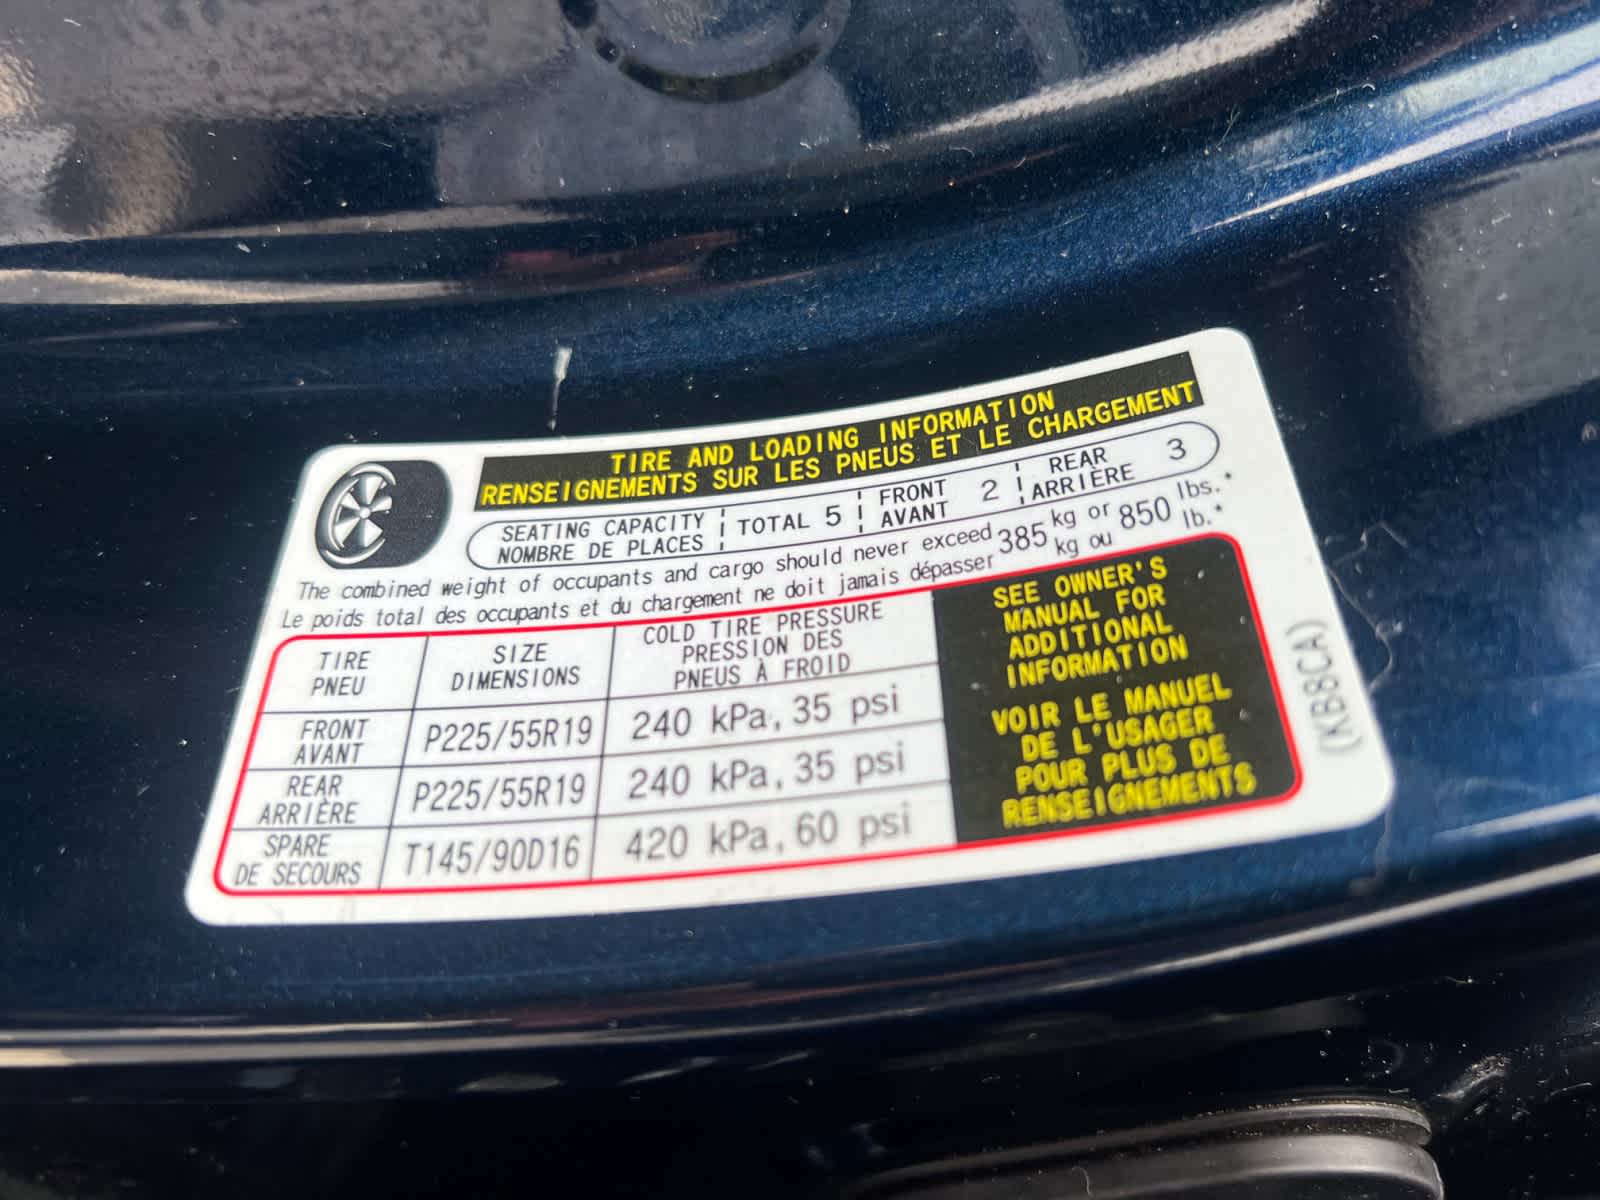 TIRE AND LOADING INFORMATION
RENSEIGNEMENTS SUR LES PNEUS ET LE CHARGEMENT
SEATING CAPACITY
NOMBRE DE PLACES
TOTAL 5
FRONT
AVANT
2
REAR
ARRIÈRE
3
The combined weight of occupants and cargo should never exceed 385 kg or 850 lbs.*
Le poids total des occupants et du chargement ne doit jamais dépasser kg ou lb.*
TIRE
PNEU
SIZE
DIMENSIONS
COLD TIRE PRESSURE
PRESSION DES
PNEUS À FROID
FRONT
AVANT
P225/55R19
240 kPa, 35 psi
REAR
ARRIÈRE
P225/55R19
240 kPa, 35 psi
SPARE
DE SECOURS
T145/90D16
420 kPa, 60 psi
SEE OWNER'S
MANUAL FOR
ADDITIONAL
INFORMATION
VOIR LE MANUEL
DE L'USAGER
POUR PLUS DE
RENSEIGNEMENTS
(KB8CA)